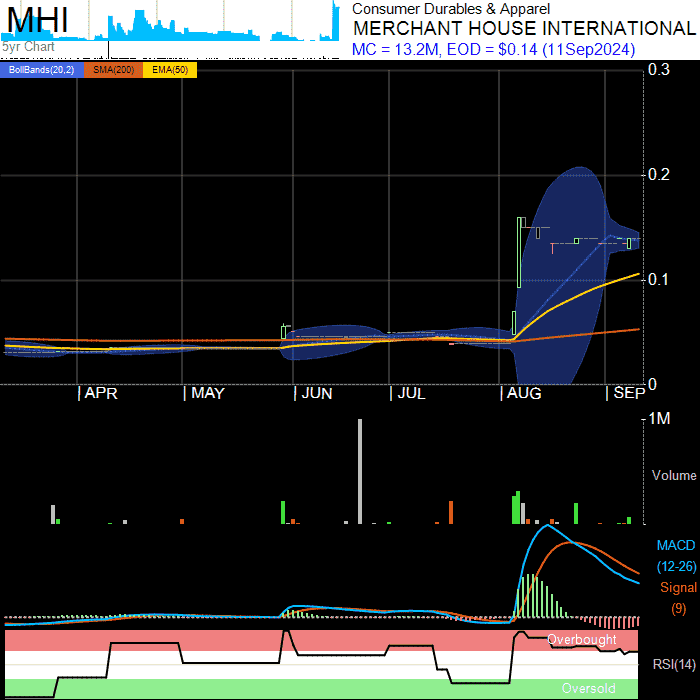 MHI
5yr Chart
Consumer Durables & Apparel
MERCHANT HOUSE INTERNATIONAL
MC = 13.2M, EOD = $0.14 (11Sep2024)
BollBands(20,2) SMA(200) EMA(50)
0.3
0.2
0.1
0
| APR | MAY | JUN | JUL | AUG | SEP
1M
Volume
MACD
(12-26)
Signal
(9)
Overbought
RSI(14)
Oversold